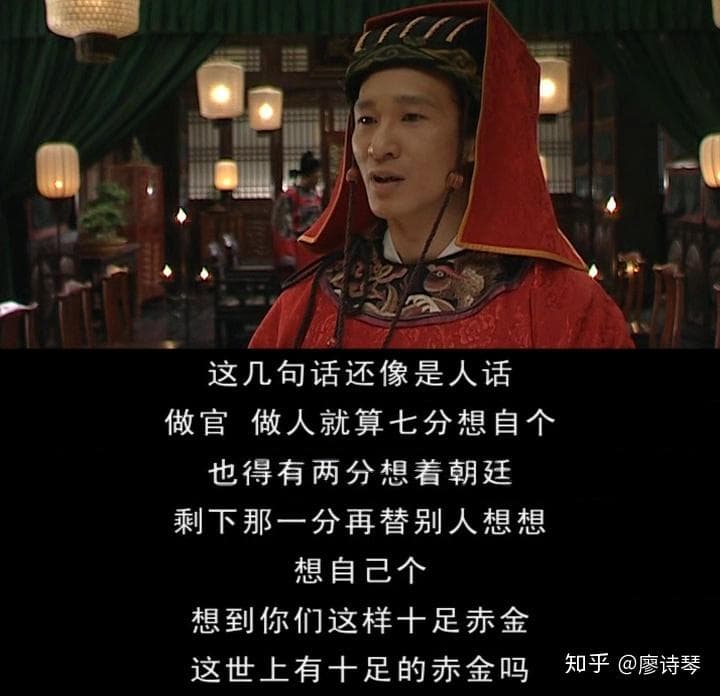 这几句话还像是人话
做官 做人就算七分想自个
也得有两分想着朝廷
剩下那一分再替别人想想
想自己个
想到你们这样十足赤金
这世上有十足的赤金吗
知乎 @廖诗琴